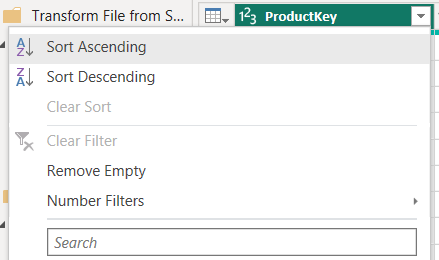 Transform File from S...
1²3 ProductKey
Sort Ascending
Sort Descending
Clear Sort
Clear Filter
Remove Empty
Number Filters
Search